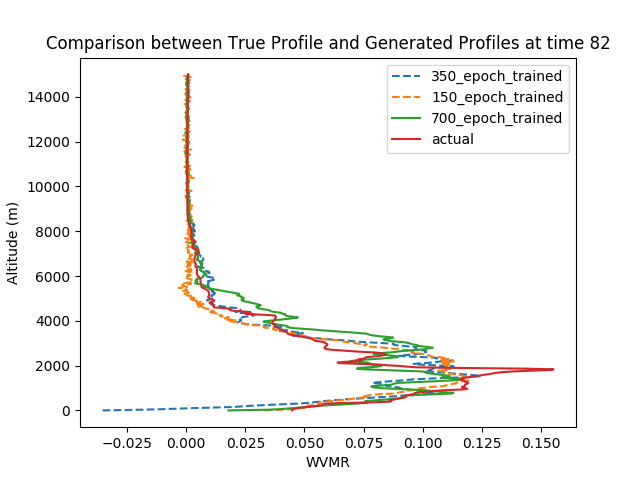 Comparison between True Profile and Generated Profiles at time 82
350_epoch_trained
150_epoch_trained
700_epoch_trained
actual
Altitude (m)
14000
12000
10000
8000
6000
4000
2000
0
−0.025
0.000
0.025
0.050
0.075
0.100
0.125
0.150
WVMR